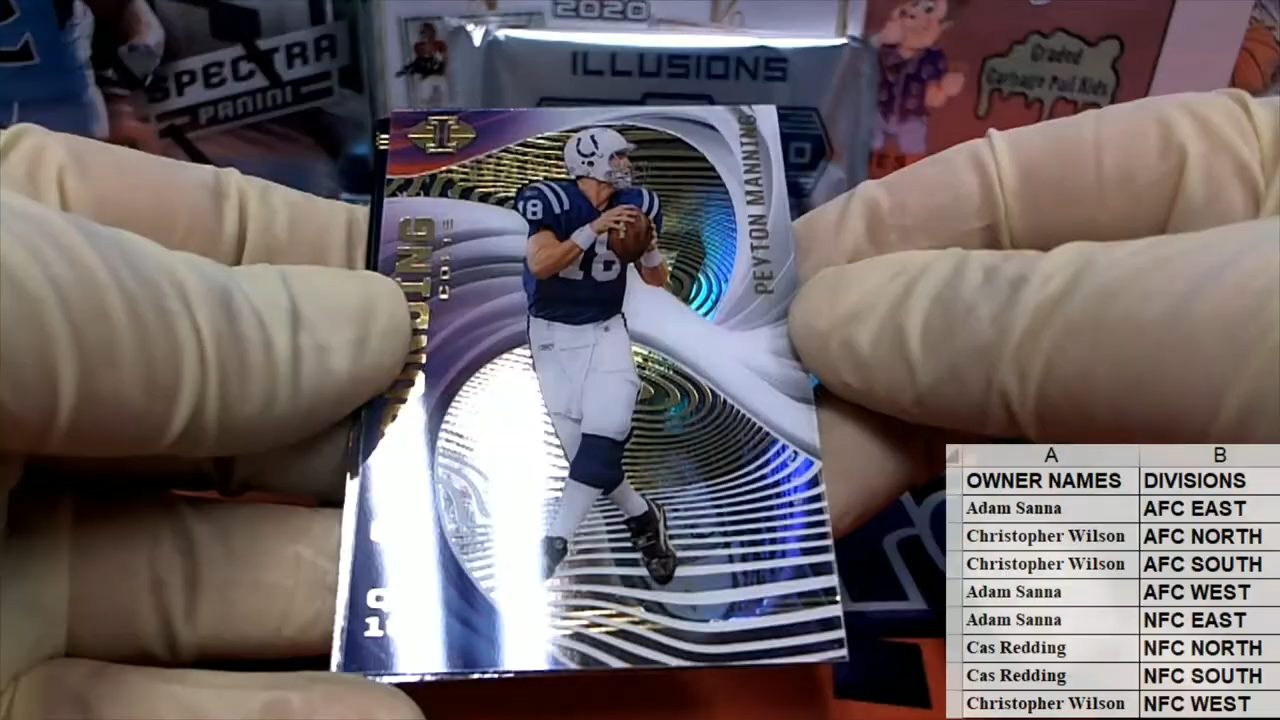 2020
ILLUSIONS
SPECTRA
PANINI
Graded
Garbage Pail Kids
I
PEYTON MANNING
COLTS
18
18
A B
OWNER NAMES DIVISIONS
Adam Sanna AFC EAST
Christopher Wilson AFC NORTH
Christopher Wilson AFC SOUTH
Adam Sanna AFC WEST
Adam Sanna NFC EAST
Cas Redding NFC NORTH
Cas Redding NFC SOUTH
Christopher Wilson NFC WEST